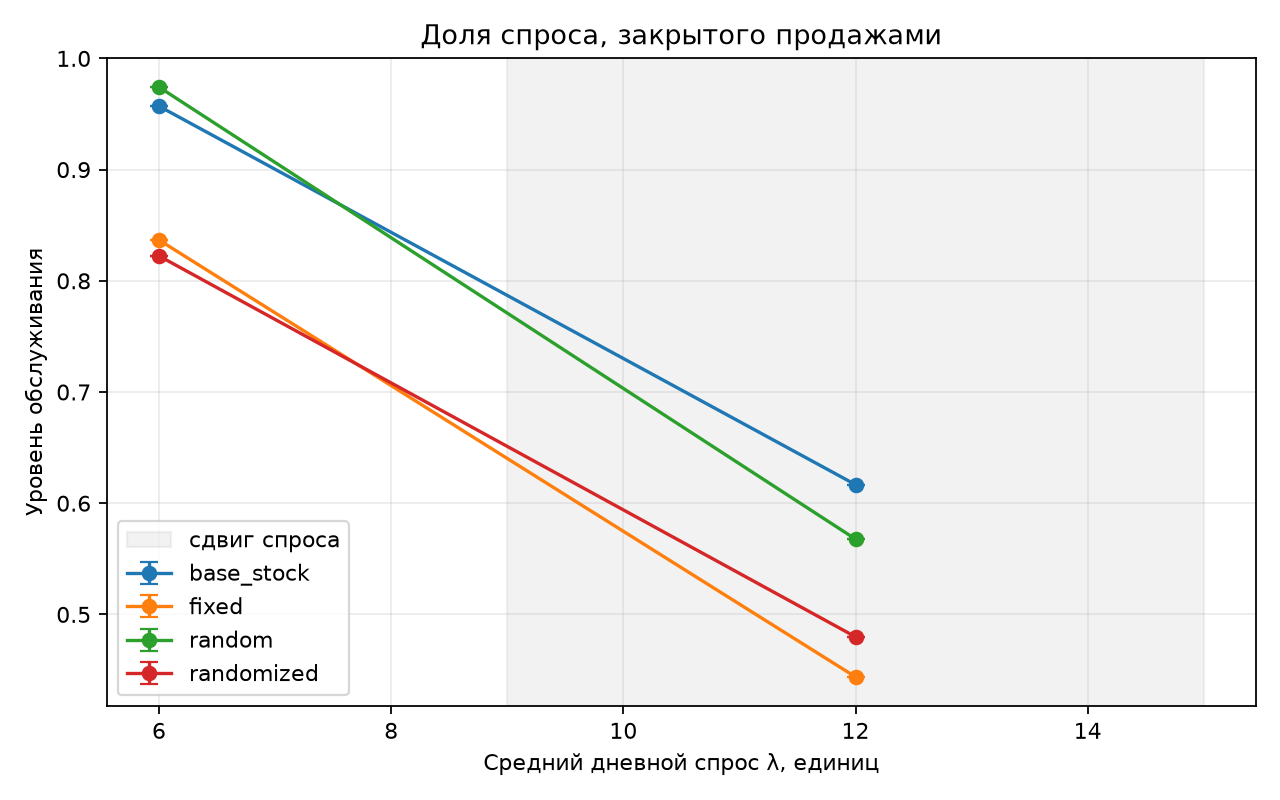 Доля спроса, закрытого продажами
Уровень обслуживания
1.0
0.9
0.8
0.7
0.6
0.5
сдвиг спроса
base_stock
fixed
random
randomized
6 8 10 12 14
Средний дневной спрос λ, единиц